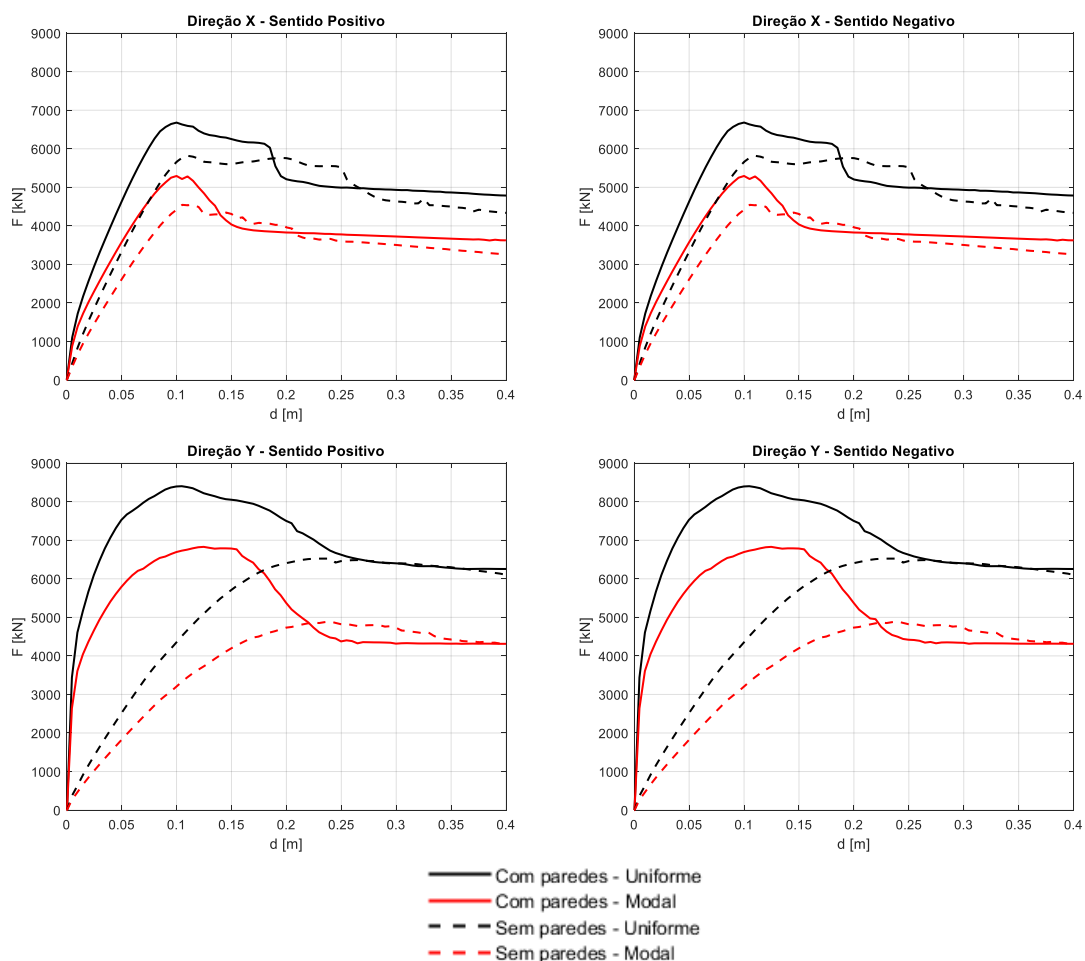 Direção X - Sentido Positivo
9000
8000
7000
6000
5000
4000
3000
2000
1000
0
F [kN]
0 0.05 0.1 0.15 0.2 0.25 0.3 0.35 0.4
d [m]
Direção X - Sentido Negativo
9000
8000
7000
6000
5000
4000
3000
2000
1000
0
F [kN]
0 0.05 0.1 0.15 0.2 0.25 0.3 0.35 0.4
d [m]
Direção Y - Sentido Positivo
9000
8000
7000
6000
5000
4000
3000
2000
1000
0
F [kN]
0 0.05 0.1 0.15 0.2 0.25 0.3 0.35 0.4
d [m]
Direção Y - Sentido Negativo
9000
8000
7000
6000
5000
4000
3000
2000
1000
0
F [kN]
0 0.05 0.1 0.15 0.2 0.25 0.3 0.35 0.4
d [m]
Com paredes - Uniforme
Com paredes - Modal
Sem paredes - Uniforme
Sem paredes - Modal